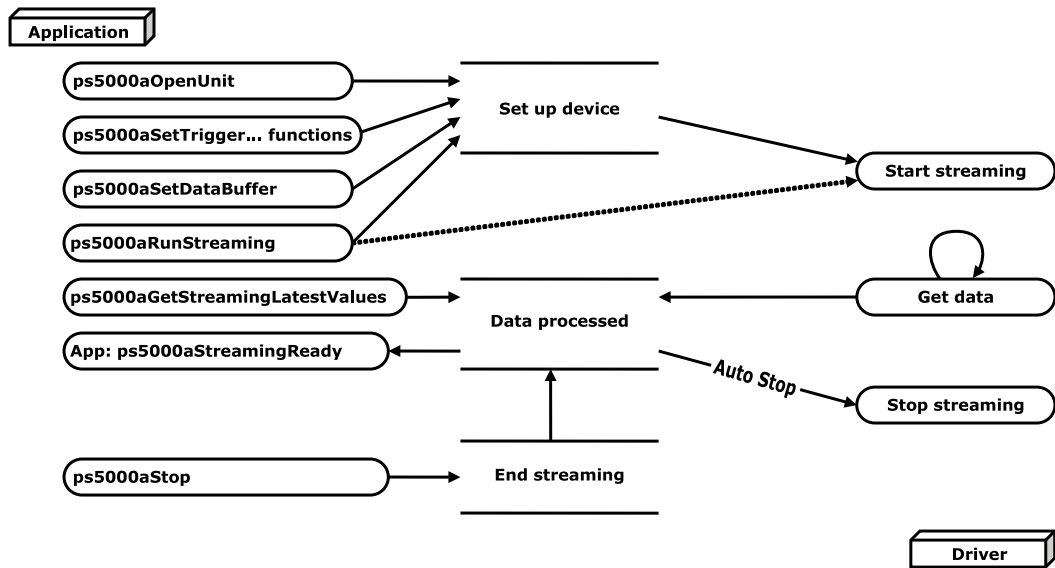 Application
ps5000aOpenUnit
Set up device
ps5000aSetTrigger... functions
ps5000aSetDataBuffer
Start streaming
ps5000aRunStreaming
ps5000aGetStreamingLatestValues
Get data
Data processed
App: ps5000aStreamingReady
Auto Stop
Stop streaming
ps5000aStop
End streaming
Driver